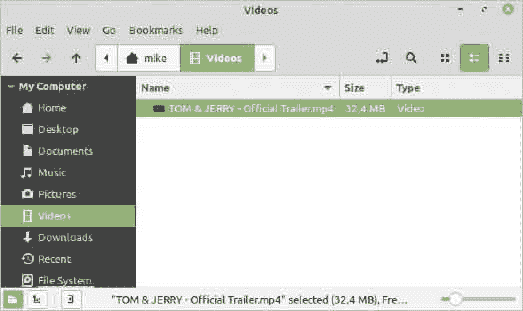 Videos
File Edit View Go Bookmarks Help
mike Videos
My Computer
Name Size Type
Home
TOM & JERRY - Official Trailer.mp4 32,4 MB Video
Desktop
Documents
Music
Pictures
Videos
Downloads
Recent
File System
"TOM & JERRY - Official Trailer.mp4" selected (32,4 MB), Fre…